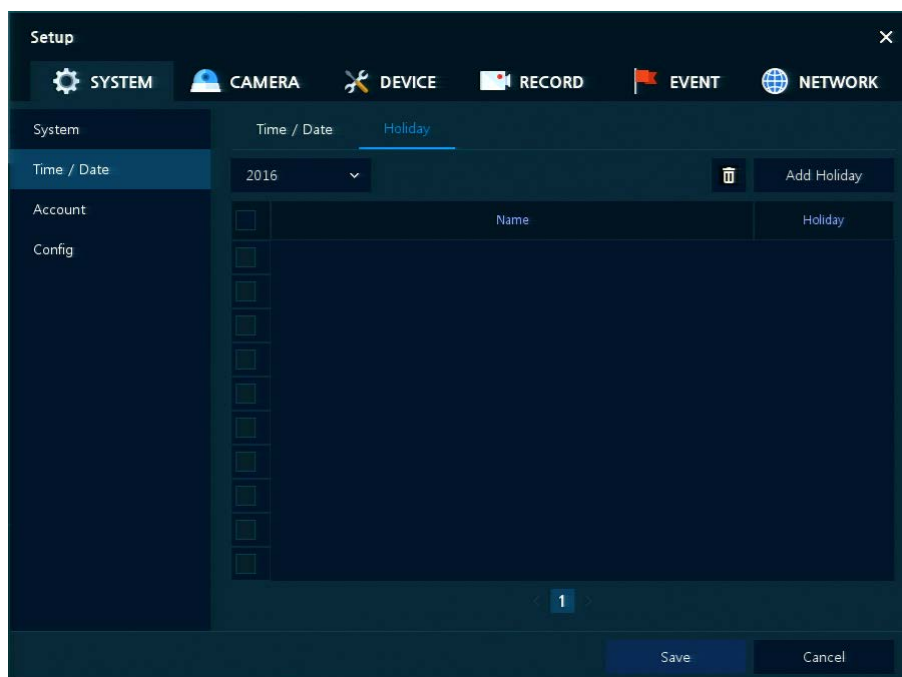 Setup
SYSTEM CAMERA DEVICE RECORD EVENT NETWORK
System
Time / Date
Account
Config
Time / Date Holiday
2016 Add Holiday
Name Holiday
1
Save Cancel